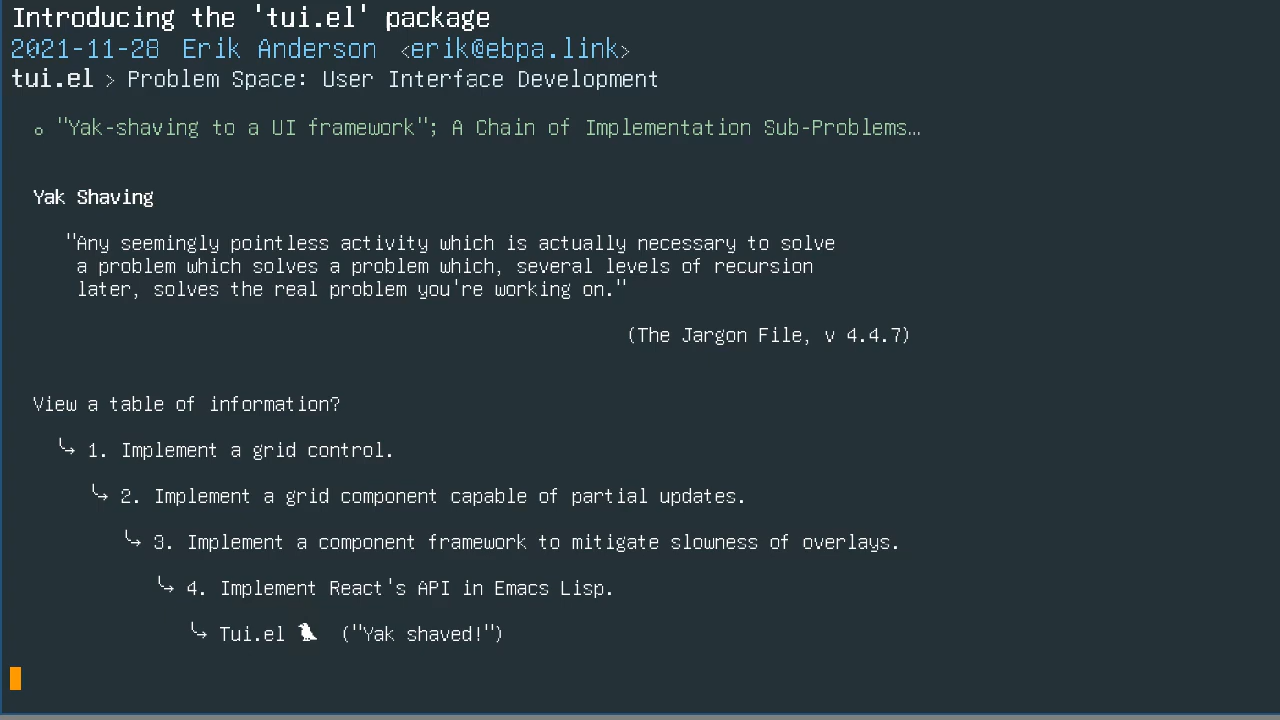 Introducing the 'tui.el' package
2021-11-28 Erik Anderson <erik@ebpa.link>
tui.el > Problem Space: User Interface Development
"Yak-shaving to a UI framework"; A Chain of Implementation Sub-Problems…
Yak Shaving
"Any seemingly pointless activity which is actually necessary to solve
a problem which solves a problem which, several levels of recursion
later, solves the real problem you're working on."
(The Jargon File, v 4.4.7)
View a table of information?
1. Implement a grid control.
2. Implement a grid component capable of partial updates.
3. Implement a component framework to mitigate slowness of overlays.
4. Implement React's API in Emacs Lisp.
Tui.el ("Yak shaved!")